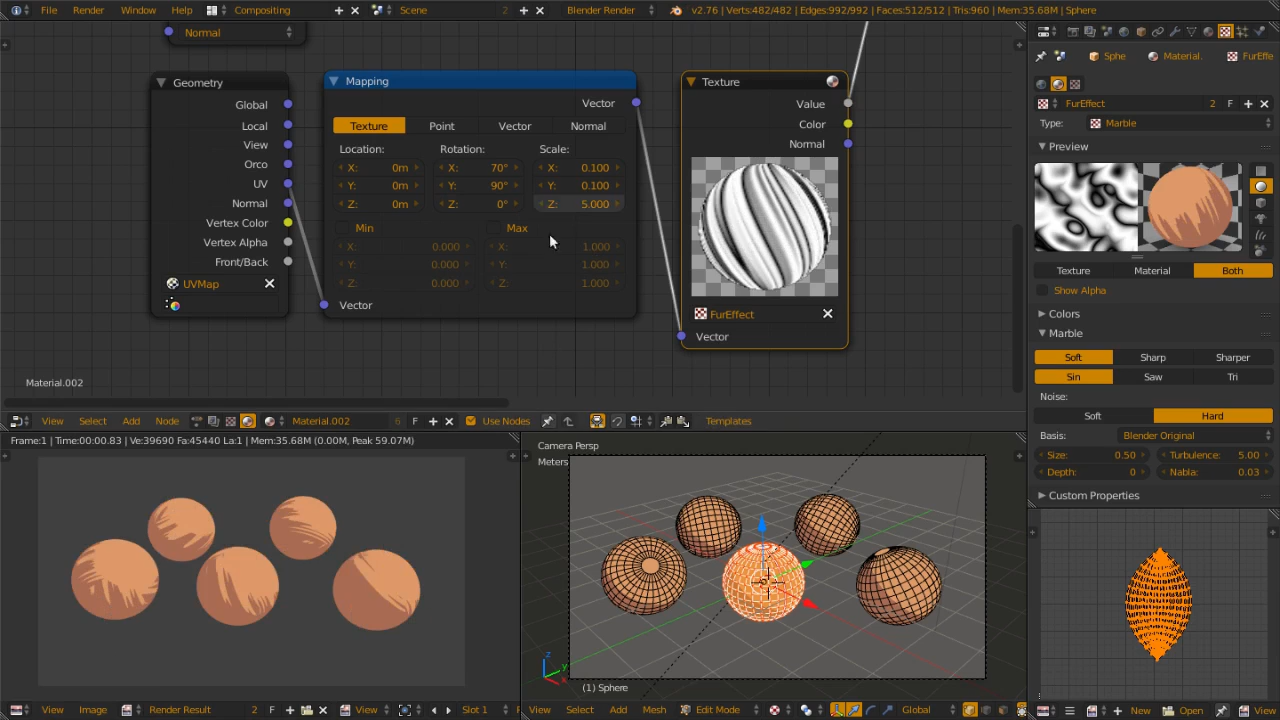 File Render Window Help Compositing Scene 2 Blender Render v2.76 | Verts:482/482 | Edges:992/992 | Faces:512/512 | Tris:960 | Mem:35.68M | Sphere
Normal
Geometry
Global
Local
View
Orco
UV
Normal
Vertex Color
Vertex Alpha
Front/Back
UVMap
Mapping
Vector
Texture Point Vector Normal
Location: Rotation: Scale:
X: 0m X: 70° X: 0.100
Y: 0m Y: 90° Y: 0.100
Z: 0m Z: 0° Z: 5.000
Min Max
X: 0.000 X: 1.000
Y: 0.000 Y: 1.000
Z: 0.000 Z: 1.000
Vector
Texture
Value
Color
Normal
FurEffect
Vector
Material.002
View Select Add Node Material.002 6 F Use Nodes Templates
Sphe Material. FurEffe
FurEffect 2 F
Type: Marble
Preview
Texture Material Both
Show Alpha
Colors
Marble
Soft Sharp Sharper
Sin Saw Tri
Noise:
Soft Hard
Basis: Blender Original
Size: 0.50 Turbulence: 5.00
Depth: 0 Nabla: 0.03
Custom Properties
Frame:1 | Time:00:00.83 | Ve:39690 Fa:45440 La:1 | Mem:35.68M (0.00M, Peak 59.07M)
View Image Render Result 2 F View Slot 1
Camera Persp
Meters
z
y
x
(1) Sphere
View Select Add Mesh Edit Mode Global
New Open View